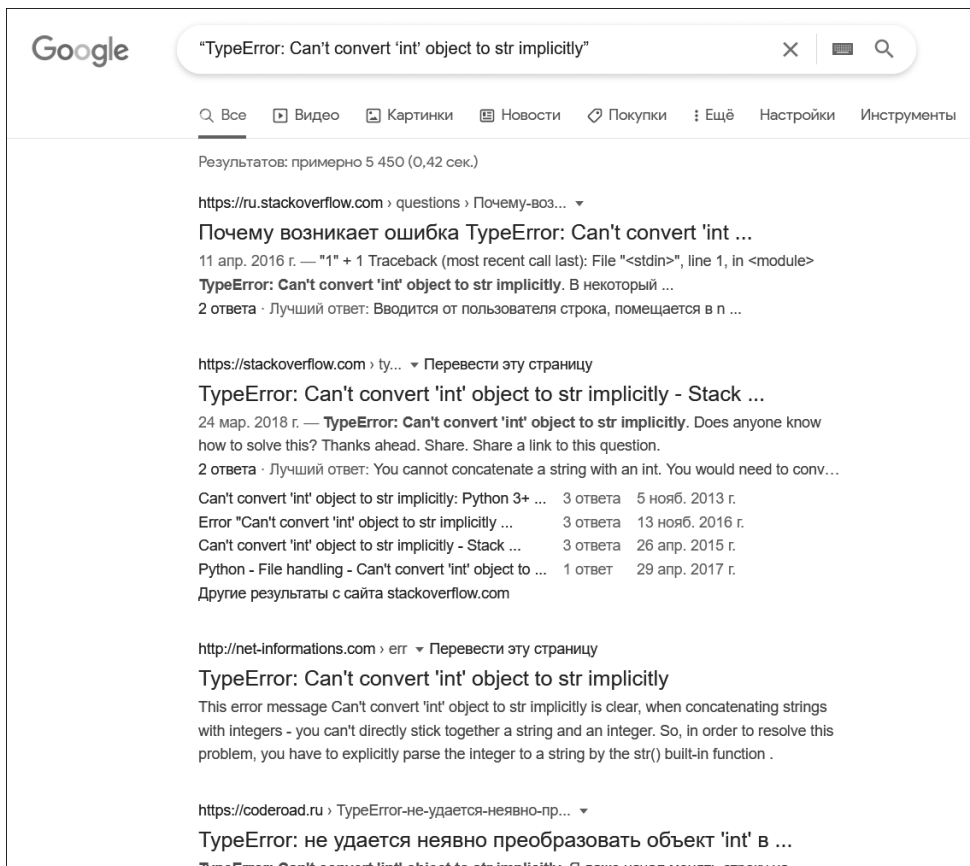 Google
“TypeError: Can’t convert ‘int’ object to str implicitly”
Все Видео Картинки Новости Покупки Ещё Настройки Инструменты
Результатов: примерно 5 450 (0,42 сек.)
https://ru.stackoverflow.com › questions › Почему-воз...
Почему возникает ошибка TypeError: Can't convert 'int ...
11 апр. 2016 г. — "1" + 1 Traceback (most recent call last): File "<stdin>", line 1, in <module>
TypeError: Can't convert 'int' object to str implicitly. В некоторый ...
2 ответа · Лучший ответ: Вводится от пользователя строка, помещается в n ...
https://stackoverflow.com › ty... Перевести эту страницу
TypeError: Can't convert 'int' object to str implicitly - Stack ...
24 мар. 2018 г. — TypeError: Can't convert 'int' object to str implicitly. Does anyone know
how to solve this? Thanks ahead. Share. Share a link to this question.
2 ответа · Лучший ответ: You cannot concatenate a string with an int. You would need to conv…
Can't convert 'int' object to str implicitly: Python 3+ ... 3 ответа 5 нояб. 2013 г.
Error "Can't convert 'int' object to str implicitly ... 3 ответа 13 нояб. 2016 г.
Can't convert 'int' object to str implicitly - Stack ... 3 ответа 26 апр. 2015 г.
Python - File handling - Can't convert 'int' object to ... 1 ответ 29 апр. 2017 г.
Другие результаты с сайта stackoverflow.com
http://net-informations.com › err Перевести эту страницу
TypeError: Can't convert 'int' object to str implicitly
This error message Can't convert 'int' object to str implicitly is clear, when concatenating strings
with integers - you can't directly stick together a string and an integer. So, in order to resolve this
problem, you have to explicitly parse the integer to a string by the str() built-in function .
https://coderoad.ru › TypeError-не-удается-неявно-пр...
TypeError: не удается неявно преобразовать объект 'int' в ...